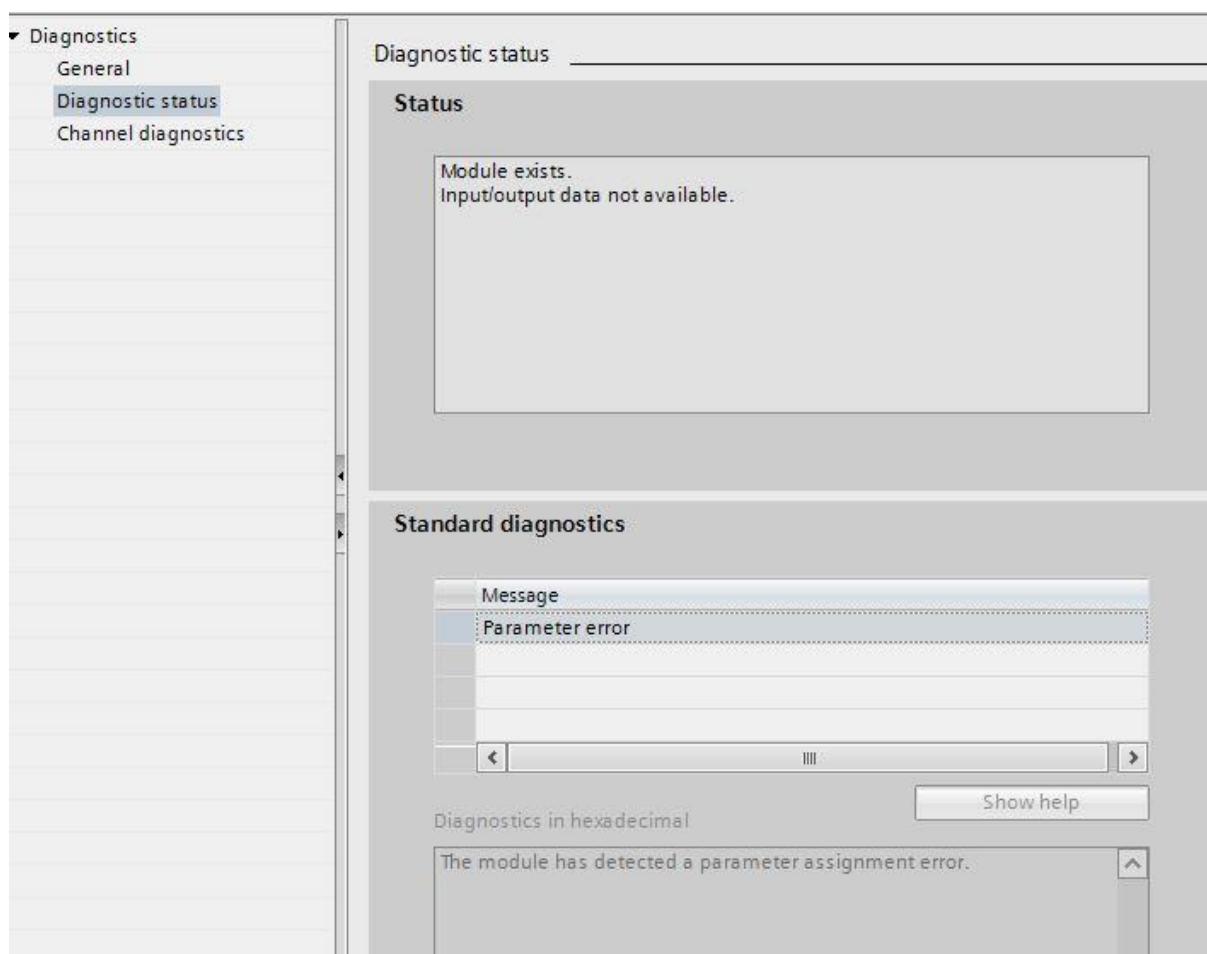 Diagnostics
General
Diagnostic status
Channel diagnostics
Diagnostic status
Status
Module exists.
Input/output data not available.
Standard diagnostics
Message
Parameter error
Show help
Diagnostics in hexadecimal
The module has detected a parameter assignment error.